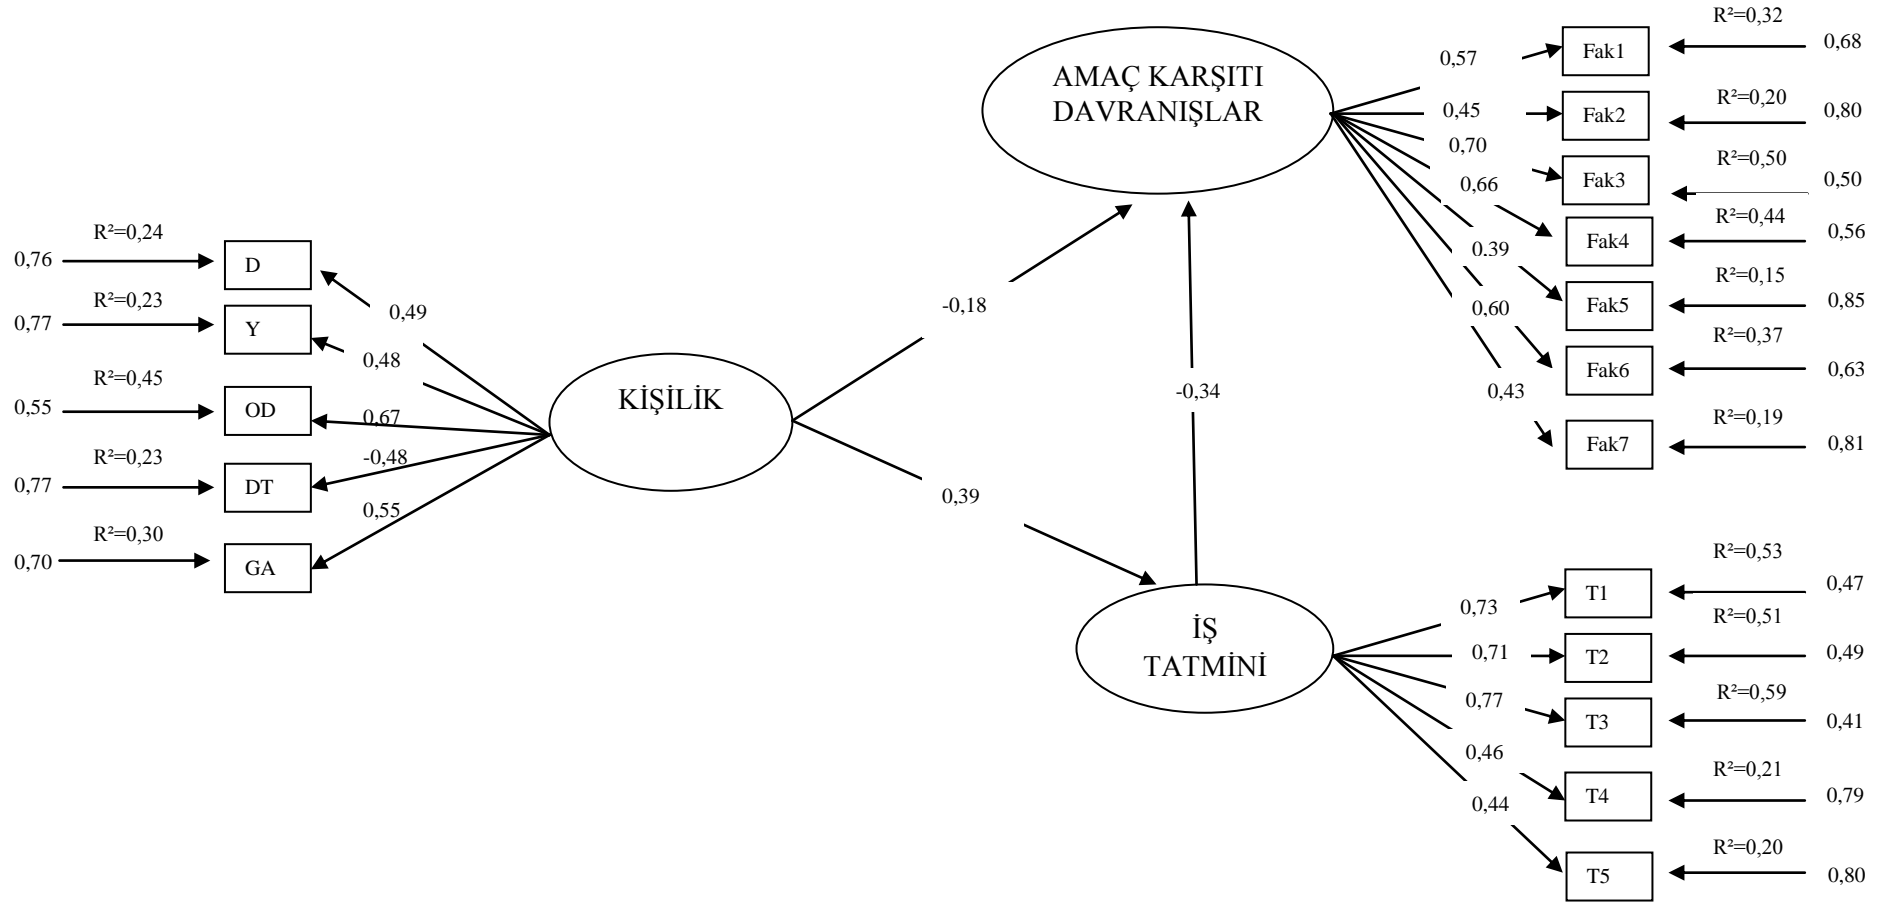 R²=0,24
0,76
D
0,49
R²=0,23
0,77
Y
0,48
R²=0,45
0,55
OD
0,67
R²=0,23
0,77
DT
-0,48
R²=0,30
0,70
GA
0,55
KİŞİLİK
-0,18
0,39
AMAÇ KARŞITI
DAVRANIŞLAR
-0,34
İŞ
TATMİNİ
0,57
Fak1
R²=0,32
0,68
0,45
Fak2
R²=0,20
0,80
0,70
Fak3
R²=0,50
0,50
0,66
Fak4
R²=0,44
0,56
0,39
Fak5
R²=0,15
0,85
0,60
Fak6
R²=0,37
0,63
0,43
Fak7
R²=0,19
0,81
0,73
T1
R²=0,53
0,47
0,71
T2
R²=0,51
0,49
0,77
T3
R²=0,59
0,41
0,46
T4
R²=0,21
0,79
0,44
T5
R²=0,20
0,80